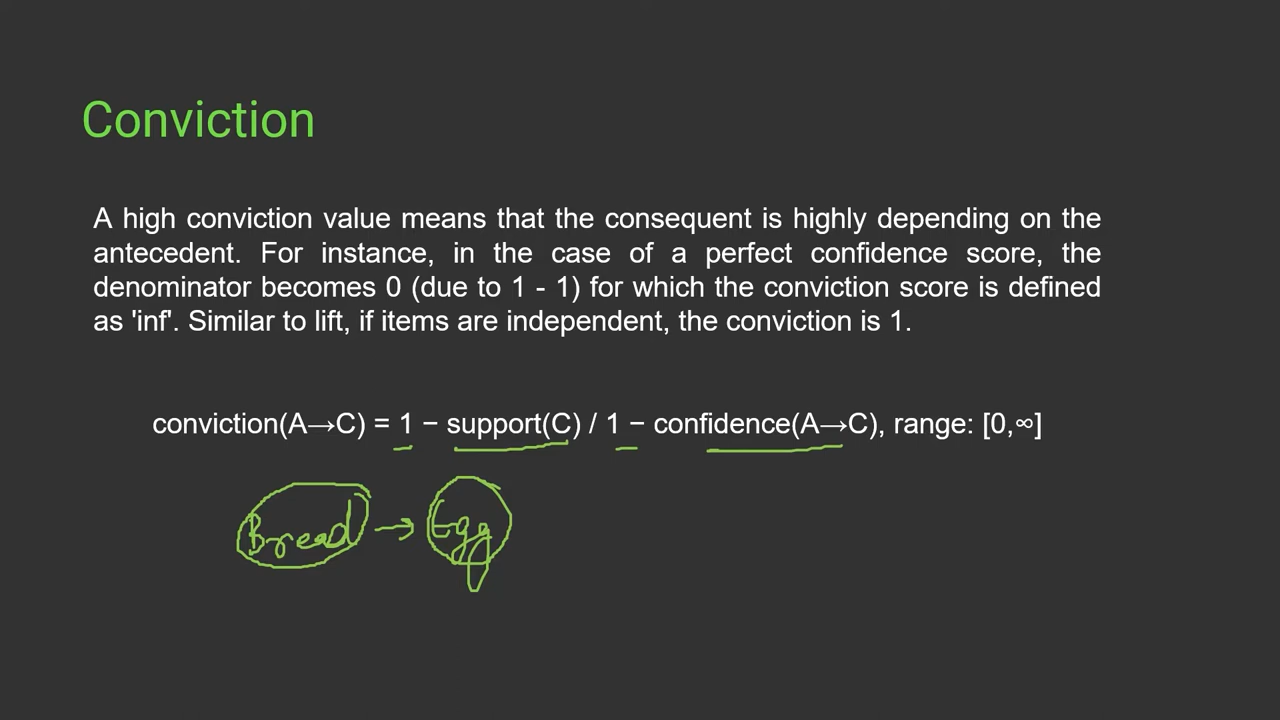 Conviction
A high conviction value means that the consequent is highly depending on the
antecedent. For instance, in the case of a perfect confidence score, the
denominator becomes 0 (due to 1 - 1) for which the conviction score is defined
as 'inf'. Similar to lift, if items are independent, the conviction is 1.
conviction(A→C) = 1 − support(C) / 1 − confidence(A→C), range: [0,∞]
Bread → Egg